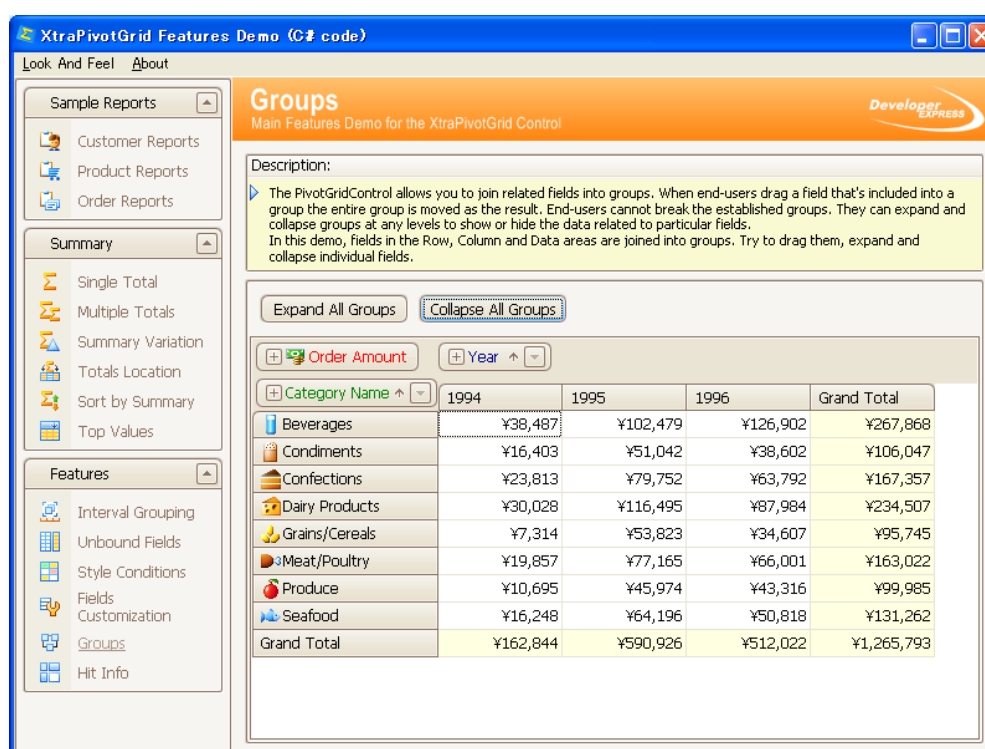 XtraPivotGrid Features Demo (C# code)
Look And Feel About
Sample Reports
Customer Reports
Product Reports
Order Reports
Summary
Single Total
Multiple Totals
Summary Variation
Totals Location
Sort by Summary
Top Values
Features
Interval Grouping
Unbound Fields
Style Conditions
Fields
Customization
Groups
Hit Info
Groups
Main Features Demo for the XtraPivotGrid Control
Developer
EXPRESS
Description:
The PivotGridControl allows you to join related fields into groups. When end-users drag a field that's included into a
group the entire group is moved as the result. End-users cannot break the established groups. They can expand and
collapse groups at any levels to show or hide the data related to particular fields.
In this demo, fields in the Row, Column and Data areas are joined into groups. Try to drag them, expand and
collapse individual fields.
Expand All Groups Collapse All Groups
Order Amount Year
Category Name 1994 1995 1996 Grand Total
Beverages ¥38,487 ¥102,479 ¥126,902 ¥267,868
Condiments ¥16,403 ¥51,042 ¥38,602 ¥106,047
Confections ¥23,813 ¥79,752 ¥63,792 ¥167,357
Dairy Products ¥30,028 ¥116,495 ¥87,984 ¥234,507
Grains/Cereals ¥7,314 ¥53,823 ¥34,607 ¥95,745
Meat/Poultry ¥19,857 ¥77,165 ¥66,001 ¥163,022
Produce ¥10,695 ¥45,974 ¥43,316 ¥99,985
Seafood ¥16,248 ¥64,196 ¥50,818 ¥131,262
Grand Total ¥162,844 ¥590,926 ¥512,022 ¥1,265,793